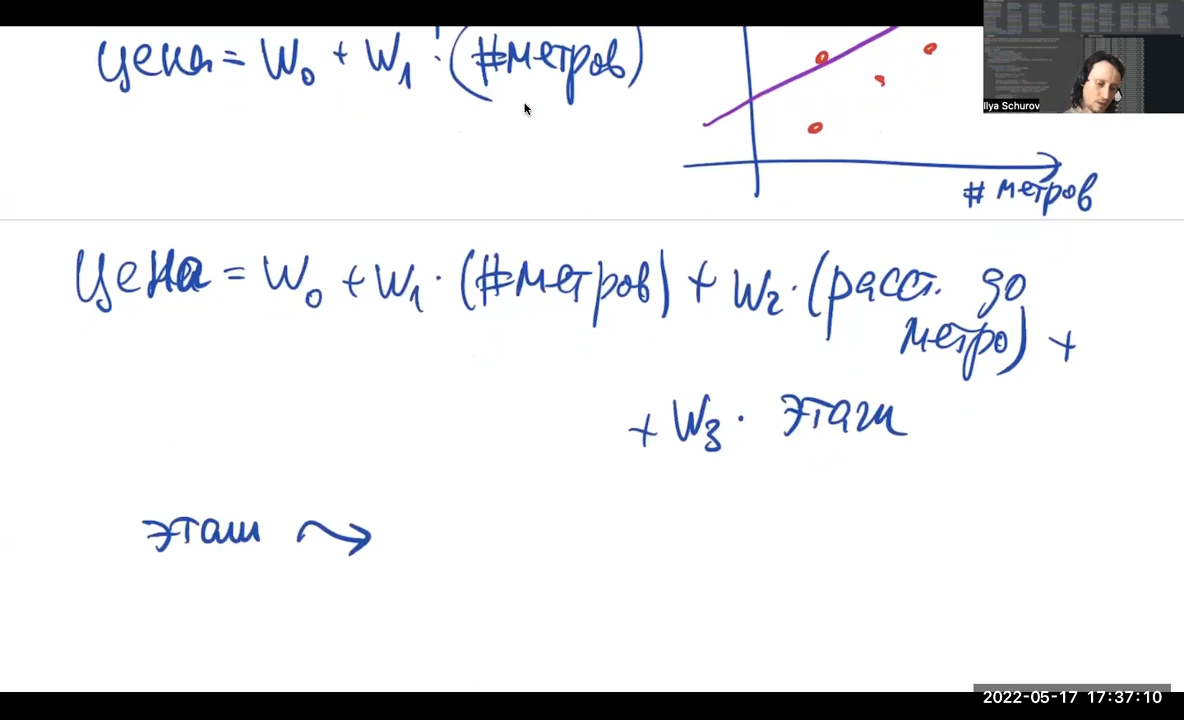 цена = W₀ + W₁ · (#метров)
Ilya Schurov
# метров
цена = W₀ + W₁ · (#метров) + W₂ · (расст. до
метро) +
+ W₃ · этаж
этаж ⇝
2022-05-17 17:37:10